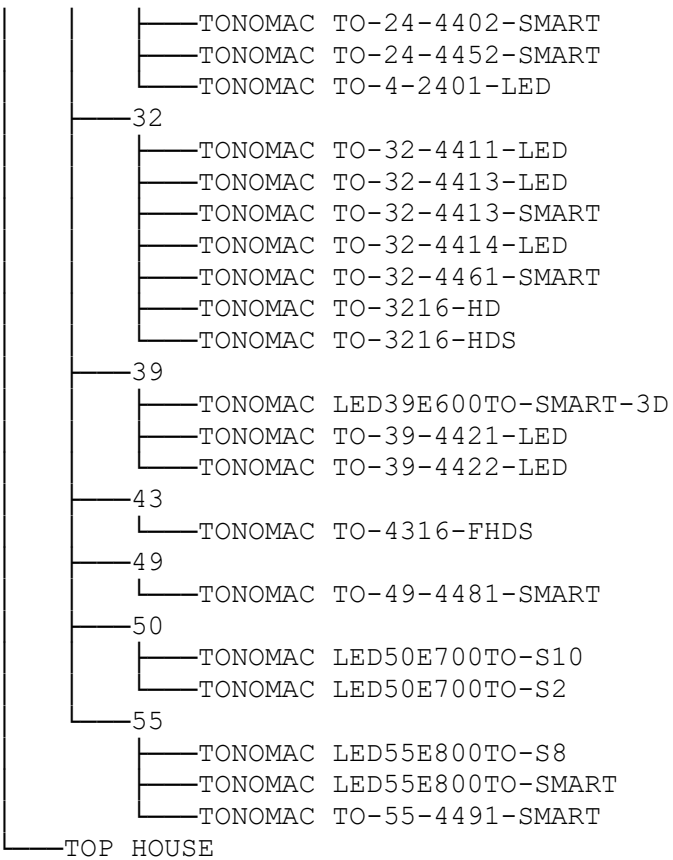 TONOMAC TO-24-4402-SMART
TONOMAC TO-24-4452-SMART
TONOMAC TO-4-2401-LED
32
TONOMAC TO-32-4411-LED
TONOMAC TO-32-4413-LED
TONOMAC TO-32-4413-SMART
TONOMAC TO-32-4414-LED
TONOMAC TO-32-4461-SMART
TONOMAC TO-3216-HD
TONOMAC TO-3216-HDS
39
TONOMAC LED39E600TO-SMART-3D
TONOMAC TO-39-4421-LED
TONOMAC TO-39-4422-LED
43
TONOMAC TO-4316-FHDS
49
TONOMAC TO-49-4481-SMART
50
TONOMAC LED50E700TO-S10
TONOMAC LED50E700TO-S2
55
TONOMAC LED55E800TO-S8
TONOMAC LED55E800TO-SMART
TONOMAC TO-55-4491-SMART
TOP HOUSE